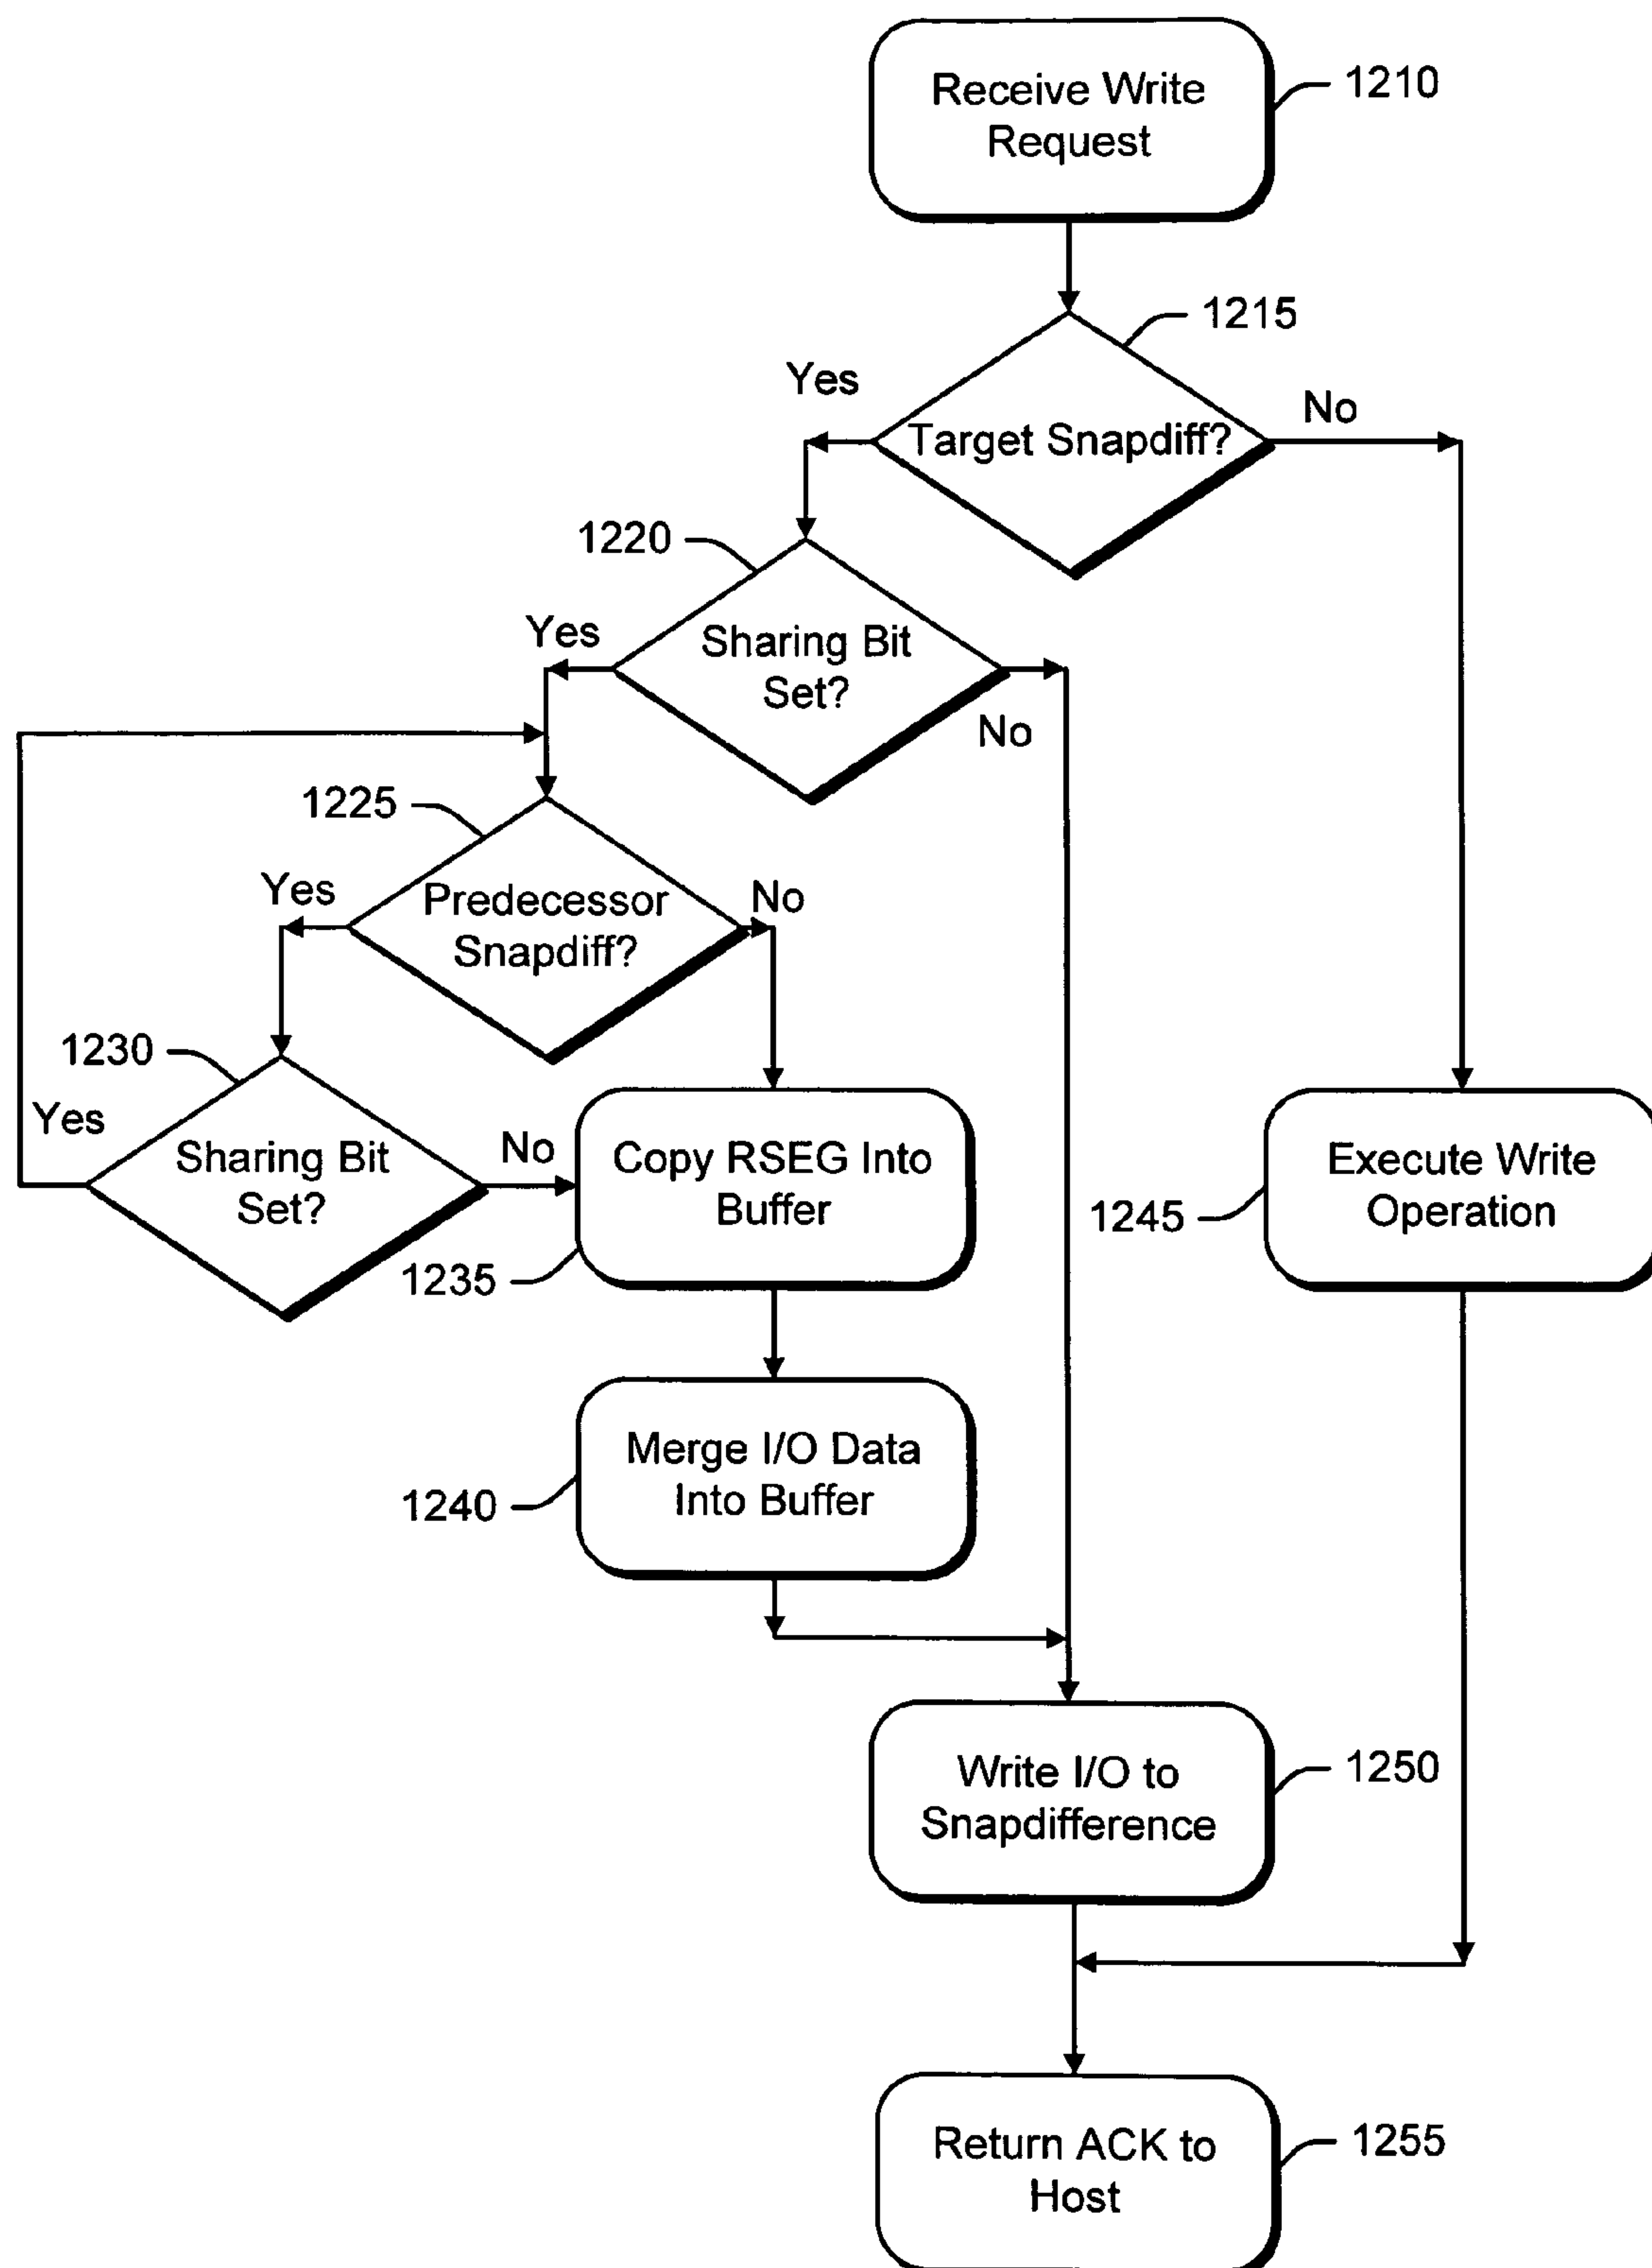 Receive Write
Request
1210
1215
Yes
No
Target Snapdiff?
1220
Yes
Sharing Bit
Set?
No
1225
Yes
Predecessor
Snapdiff?
No
1230
Yes
Sharing Bit
Set?
No
Copy RSEG Into
Buffer
1235
Execute Write
Operation
1245
Merge I/O Data
Into Buffer
1240
Write I/O to
Snapdifference
1250
Return ACK to
Host
1255